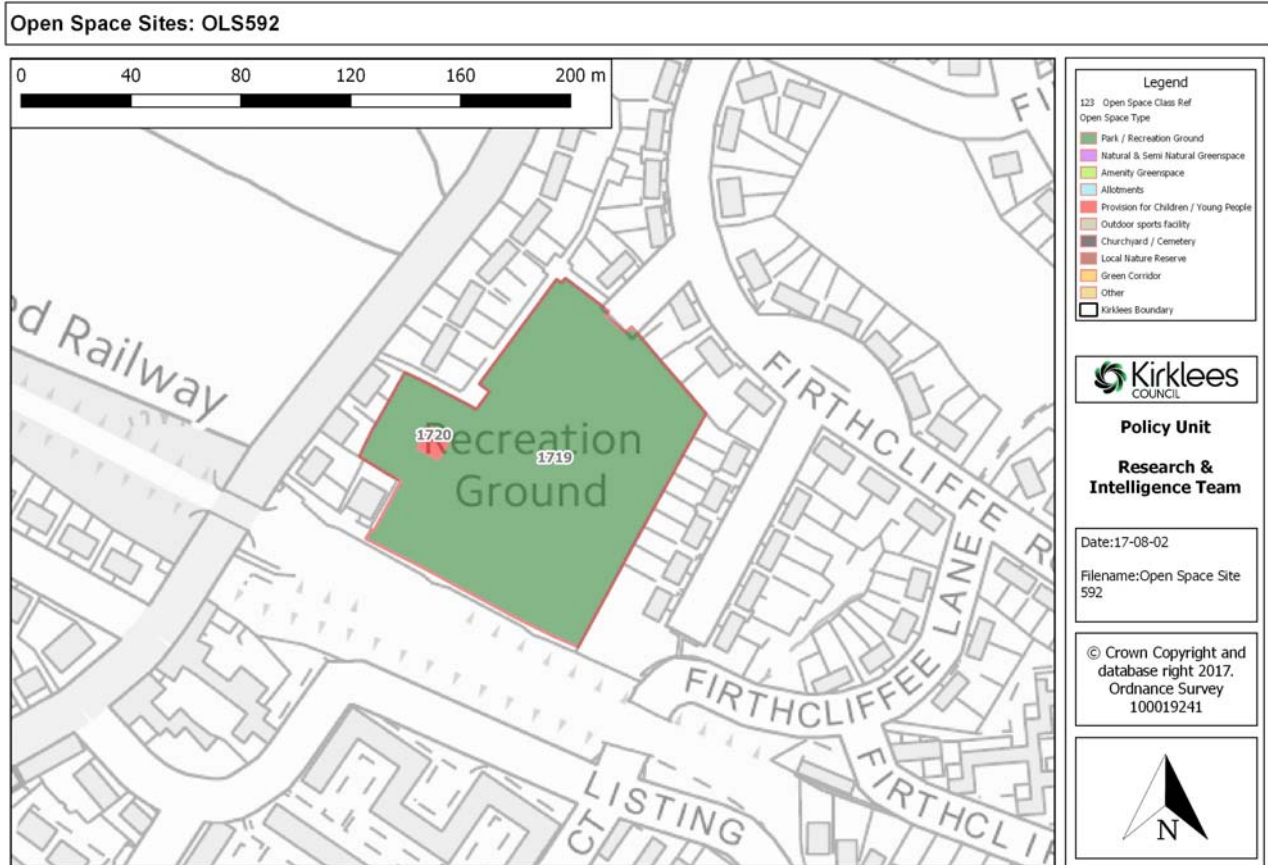 Open Space Sites: OLS592
0 40 80 120 160 200 m
ed Railway
1720
1719
Recreation
Ground
FIRTHCLIFFE R
FIRTHCLIFFEE LANE
FIRTHCLIF
LISTING
CT
FI
Legend
123 Open Space Class Ref
Open Space Type
Park / Recreation Ground
Natural & Semi Natural Greenspace
Amenity Greenspace
Allotments
Provision for Children / Young People
Outdoor sports facility
Churchyard / Cemetery
Local Nature Reserve
Green Corridor
Other
Kirklees Boundary
Kirklees
COUNCIL
Policy Unit
Research &
Intelligence Team
Date:17-08-02
Filename:Open Space Site
592
© Crown Copyright and
database right 2017.
Ordnance Survey
100019241
N